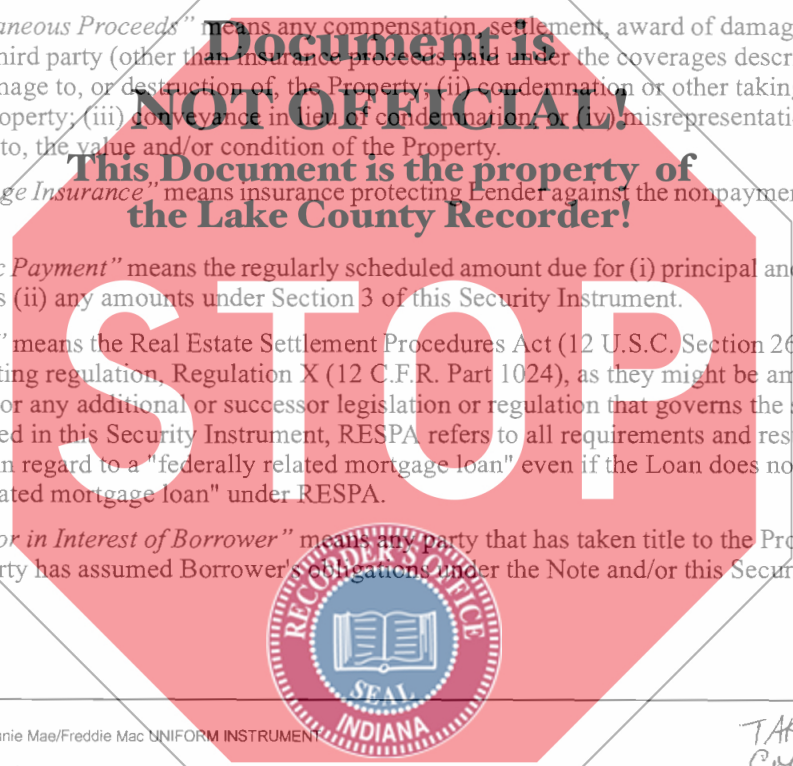 aneous Proceeds" means any compensation, settlement, award of damag
Document is
hird party (other than insurance proceeds paid under the coverages descr
mage to, or destruction of, the Property; (ii) condemnation or other takin
NOT OFFICIAL!
operty; (iii) conveyance in lieu of condemnation; or (iv) misrepresentati
to, the value and/or condition of the Property.
This Document is the property of
ge Insurance" means insurance protecting Lender against the nonpaymen
the Lake County Recorder!
c Payment" means the regularly scheduled amount due for (i) principal an
s (ii) any amounts under Section 3 of this Security Instrument.
" means the Real Estate Settlement Procedures Act (12 U.S.C. Section 26
ting regulation, Regulation X (12 C.F.R. Part 1024), as they might be am
or any additional or successor legislation or regulation that governs the s
STOP
ed in this Security Instrument, RESPA refers to all requirements and res
n regard to a "federally related mortgage loan" even if the Loan does no
ated mortgage loan" under RESPA.
or in Interest of Borrower" means any party that has taken title to the Pro
rty has assumed Borrower's obligations under the Note and/or this Secur
RECORDER'S OFFICE
SEAL
INDIANA
nie Mae/Freddie Mac UNIFORM INSTRUMENT